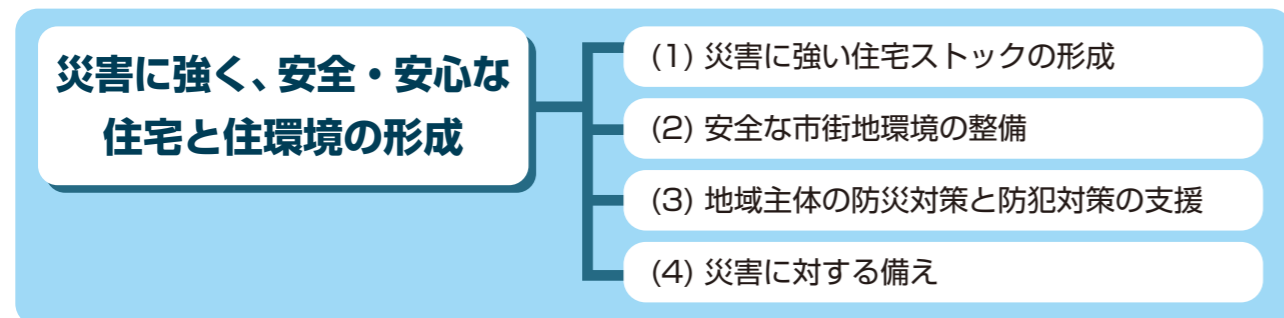 災害に強く、安全・安心な
住宅と住環境の形成
(1) 災害に強い住宅ストックの形成
(2) 安全な市街地環境の整備
(3) 地域主体の防災対策と防犯対策の支援
(4) 災害に対する備え